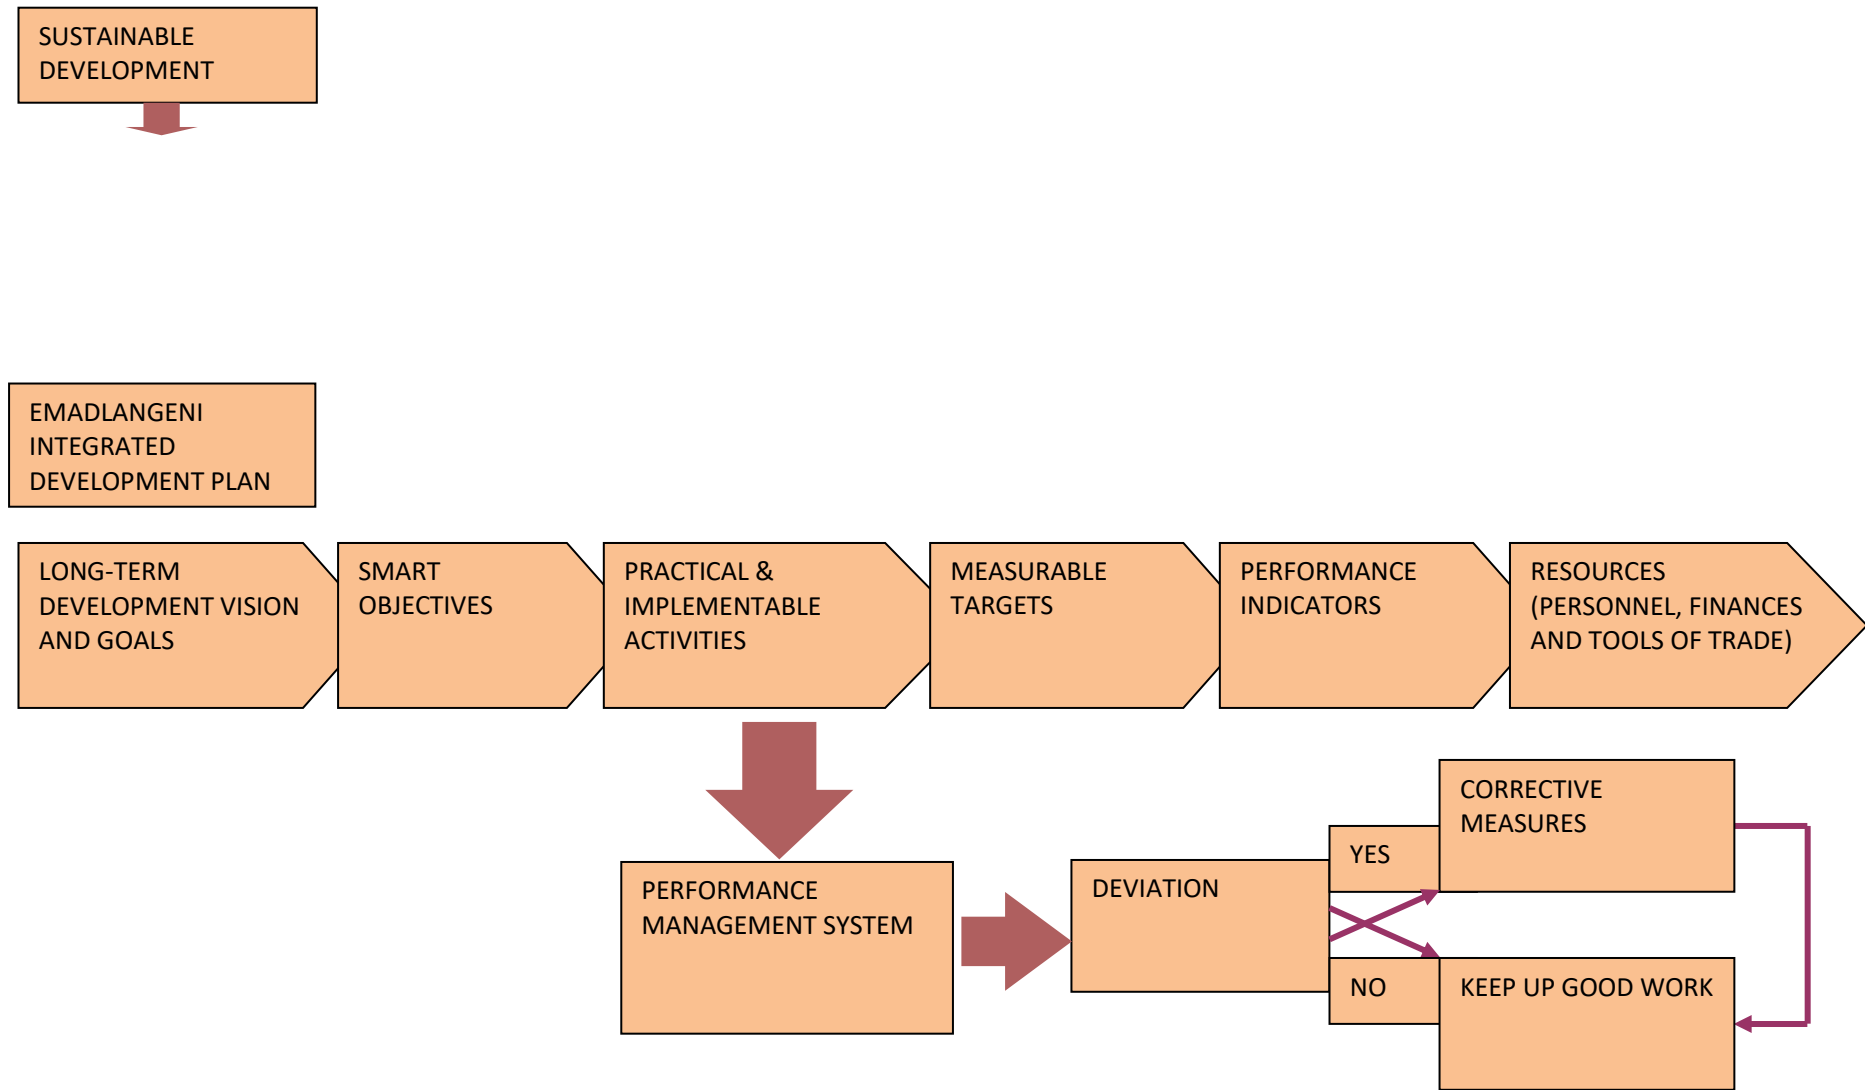 SUSTAINABLE
DEVELOPMENT
EMADLANGENI
INTEGRATED
DEVELOPMENT PLAN
LONG-TERM
DEVELOPMENT VISION
AND GOALS
SMART
OBJECTIVES
PRACTICAL &
IMPLEMENTABLE
ACTIVITIES
MEASURABLE
TARGETS
PERFORMANCE
INDICATORS
RESOURCES
(PERSONNEL, FINANCES
AND TOOLS OF TRADE)
PERFORMANCE
MANAGEMENT SYSTEM
DEVIATION
YES
CORRECTIVE
MEASURES
NO
KEEP UP GOOD WORK